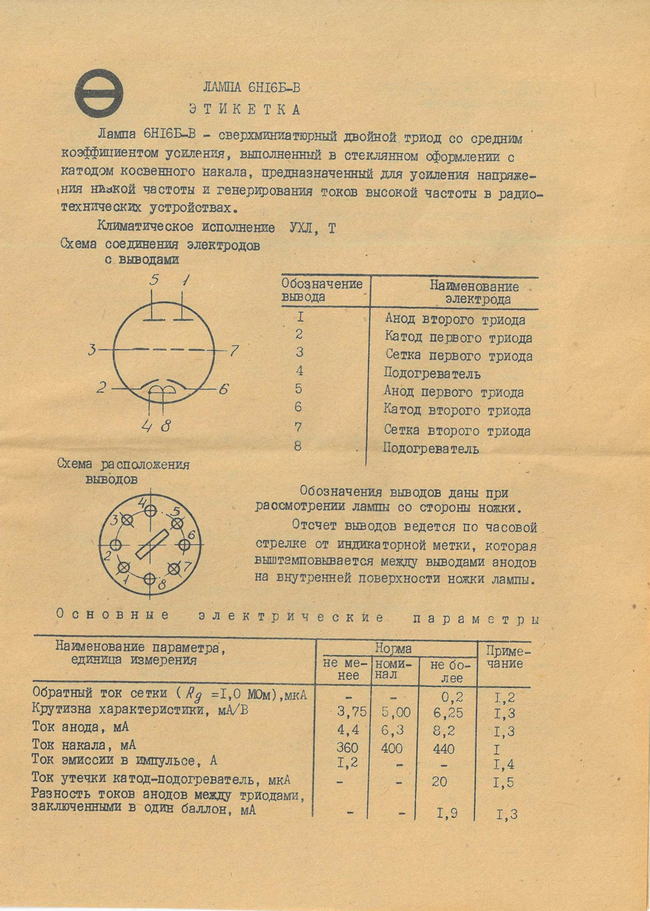 ЛАМПА 6Н16Б-В
ЭТИКЕТКА
Лампа 6Н16Б-В - сверхминиатюрный двойной триод со средним
коэффициентом усиления, выполненный в стеклянном оформлении с
катодом косвенного накала, предназначенный для усиления напряже-
ния низкой частоты и генерирования токов высокой частоты в радио-
технических устройствах.
Климатическое исполнение УХЛ, Т
Схема соединения электродов
с выводами
5 1
3 7
2 6
4 8
Обозначение вывода Наименование электрода
1 Анод второго триода
2 Катод первого триода
3 Сетка первого триода
4 Подогреватель
5 Анод первого триода
6 Катод второго триода
7 Сетка второго триода
8 Подогреватель
Схема расположения
выводов
4
3 5
2 6
1 7
8
Обозначения выводов даны при
рассмотрении лампы со стороны ножки.
Отсчет выводов ведется по часовой
стрелке от индикаторной метки, которая
выштамповывается между выводами анодов
на внутренней поверхности ножки лампы.
Основные электрические параметры
Наименование параметра, единица измерения Норма Примечание
не менее номинал не более
Обратный ток сетки (Rg =1,0 МОм),мкА - - 0,2 1,2
Крутизна характеристики, мА/В 3,75 5,00 6,25 1,3
Ток анода, мА 4,4 6,3 8,2 1,3
Ток накала, мА 360 400 440 1
Ток эмиссии в импульсе, А 1,2 - - 1,4
Ток утечки катод-подогреватель, мкА - - 20 1,5
Разность токов анодов между триодами,
заключенными в один баллон, мА - - 1,9 1,3